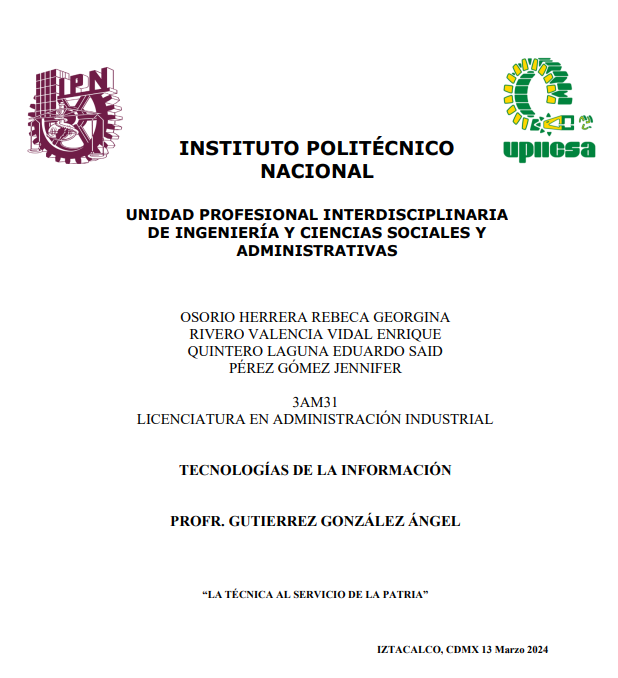 IPN
upiicsa
INSTITUTO POLITÉCNICO
NACIONAL
UNIDAD PROFESIONAL INTERDISCIPLINARIA
DE INGENIERÍA Y CIENCIAS SOCIALES Y
ADMINISTRATIVAS
OSORIO HERRERA REBECA GEORGINA
RIVERO VALENCIA VIDAL ENRIQUE
QUINTERO LAGUNA EDUARDO SAID
PÉREZ GÓMEZ JENNIFER
3AM31
LICENCIATURA EN ADMINISTRACIÓN INDUSTRIAL
TECNOLOGÍAS DE LA INFORMACIÓN
PROFR. GUTIERREZ GONZÁLEZ ÁNGEL
“LA TÉCNICA AL SERVICIO DE LA PATRIA”
IZTACALCO, CDMX 13 Marzo 2024